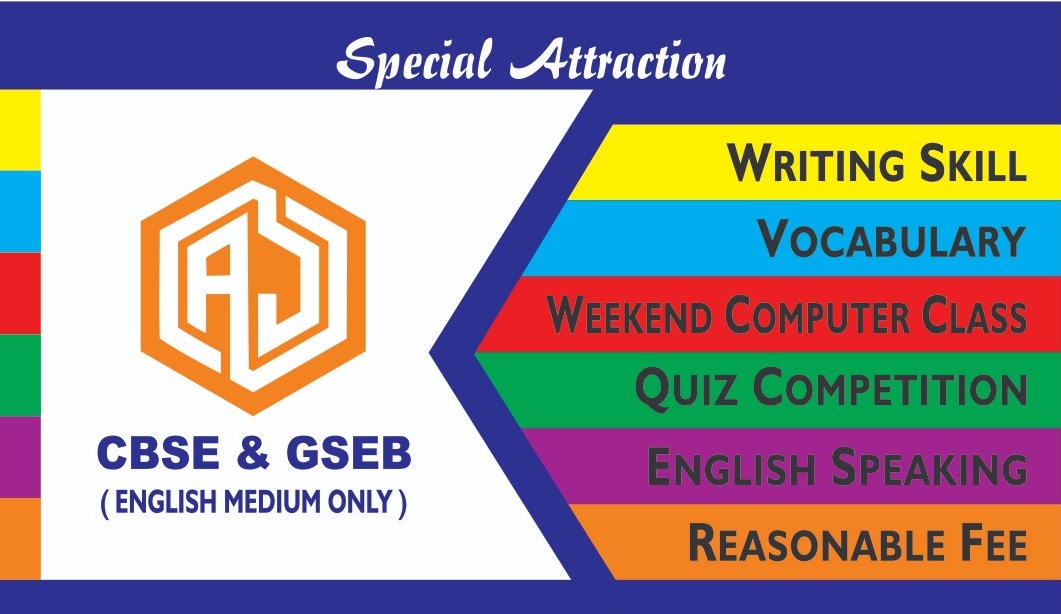 Special Attraction
AJ
CBSE & GSEB
( ENGLISH MEDIUM ONLY )
WRITING SKILL
VOCABULARY
WEEKEND COMPUTER CLASS
QUIZ COMPETITION
ENGLISH SPEAKING
REASONABLE FEE